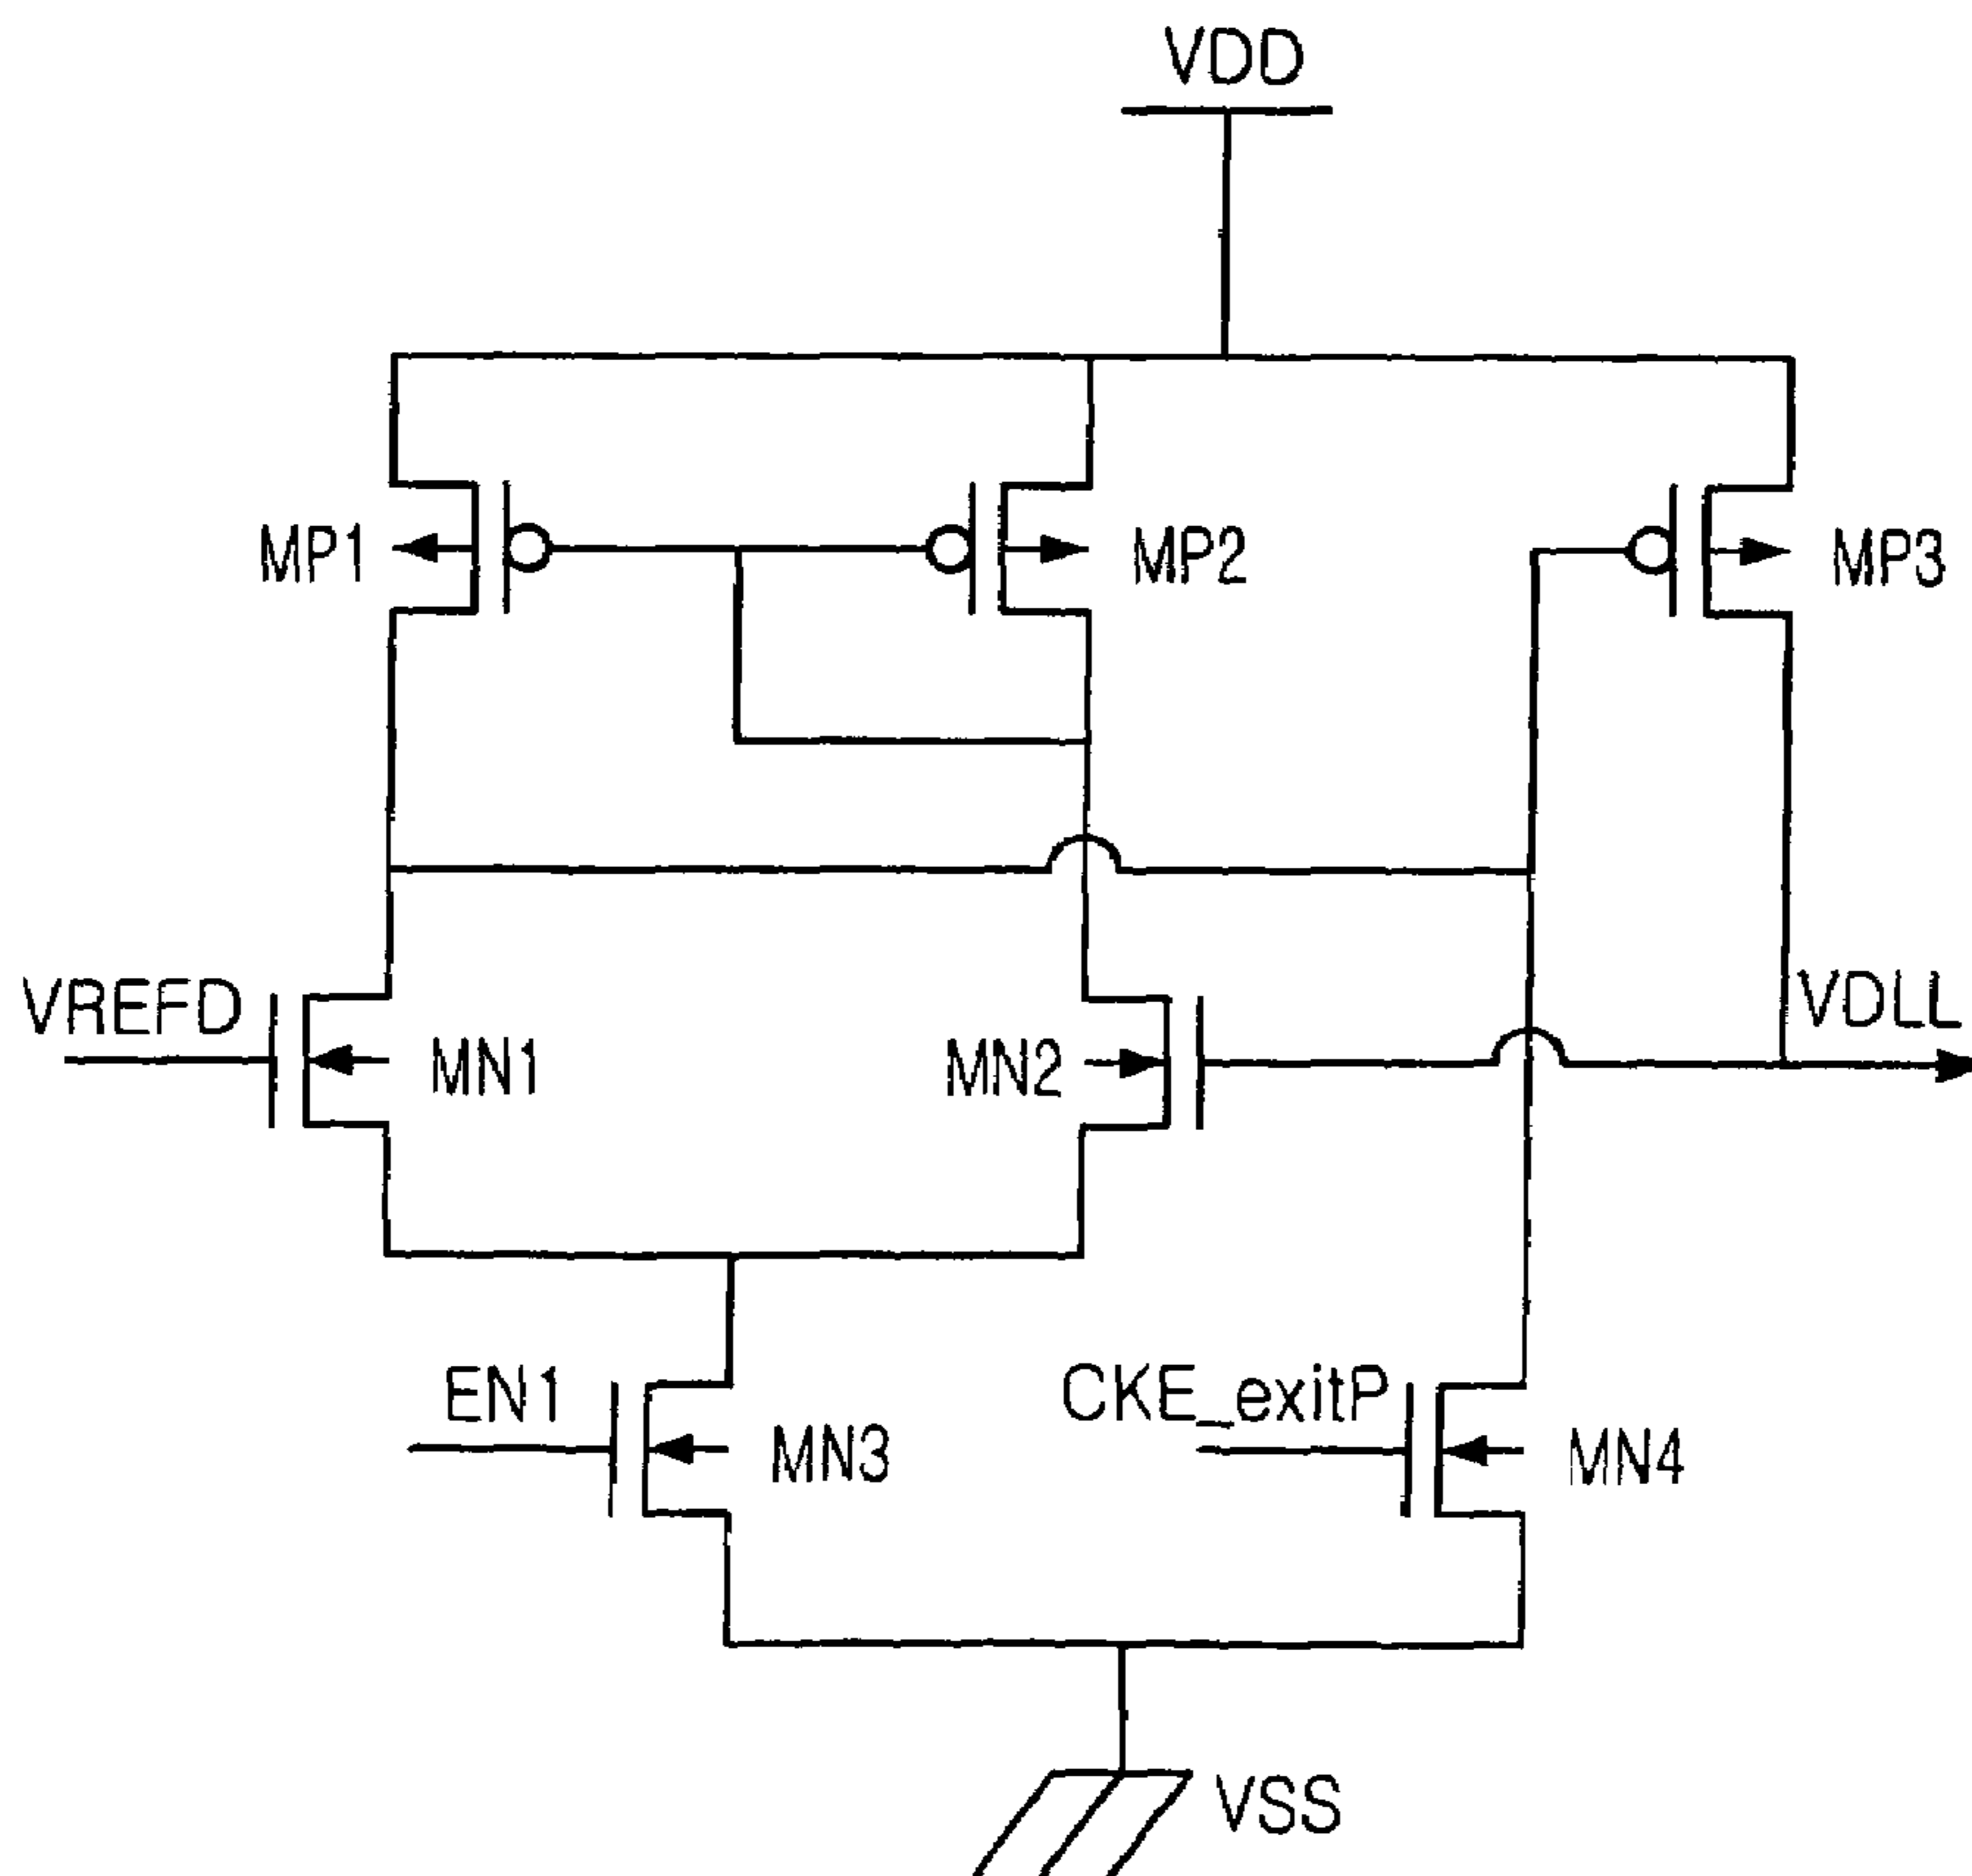 VDD
MP1
MP2
MP3
VREFD
MN1
MN2
VDLL
EN1
MN3
CKE_exitP
MN4
VSS